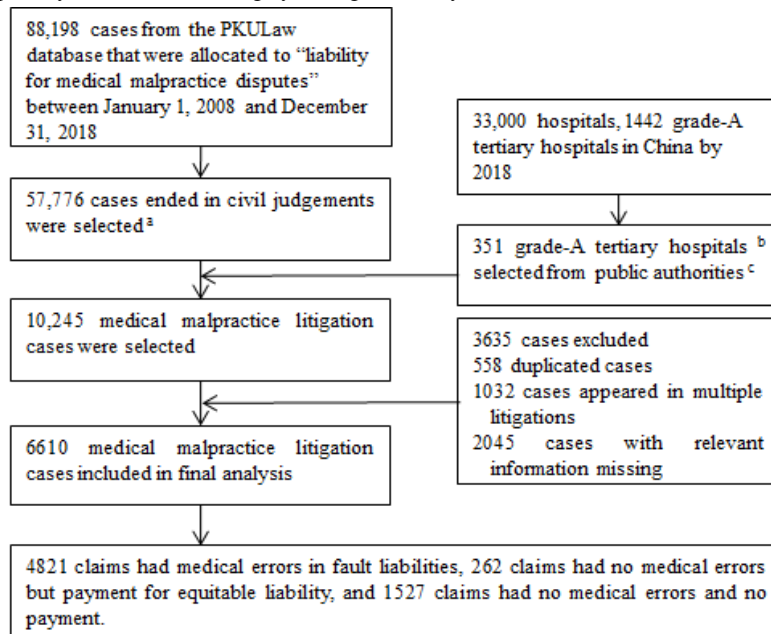 88,198 cases from the PKULaw
database that were allocated to “liability
for medical malpractice disputes”
between January 1, 2008 and December
31, 2018
33,000 hospitals, 1442 grade-A
tertiary hospitals in China by
2018
57,776 cases ended in civil judgements
were selected a
351 grade-A tertiary hospitals b
selected from public authorities c
10,245 medical malpractice litigation
cases were selected
3635 cases excluded
558 duplicated cases
1032 cases appeared in multiple
litigations
2045 cases with relevant
information missing
6610 medical malpractice litigation
cases included in final analysis
4821 claims had medical errors in fault liabilities, 262 claims had no medical errors
but payment for equitable liability, and 1527 claims had no medical errors and no
payment.